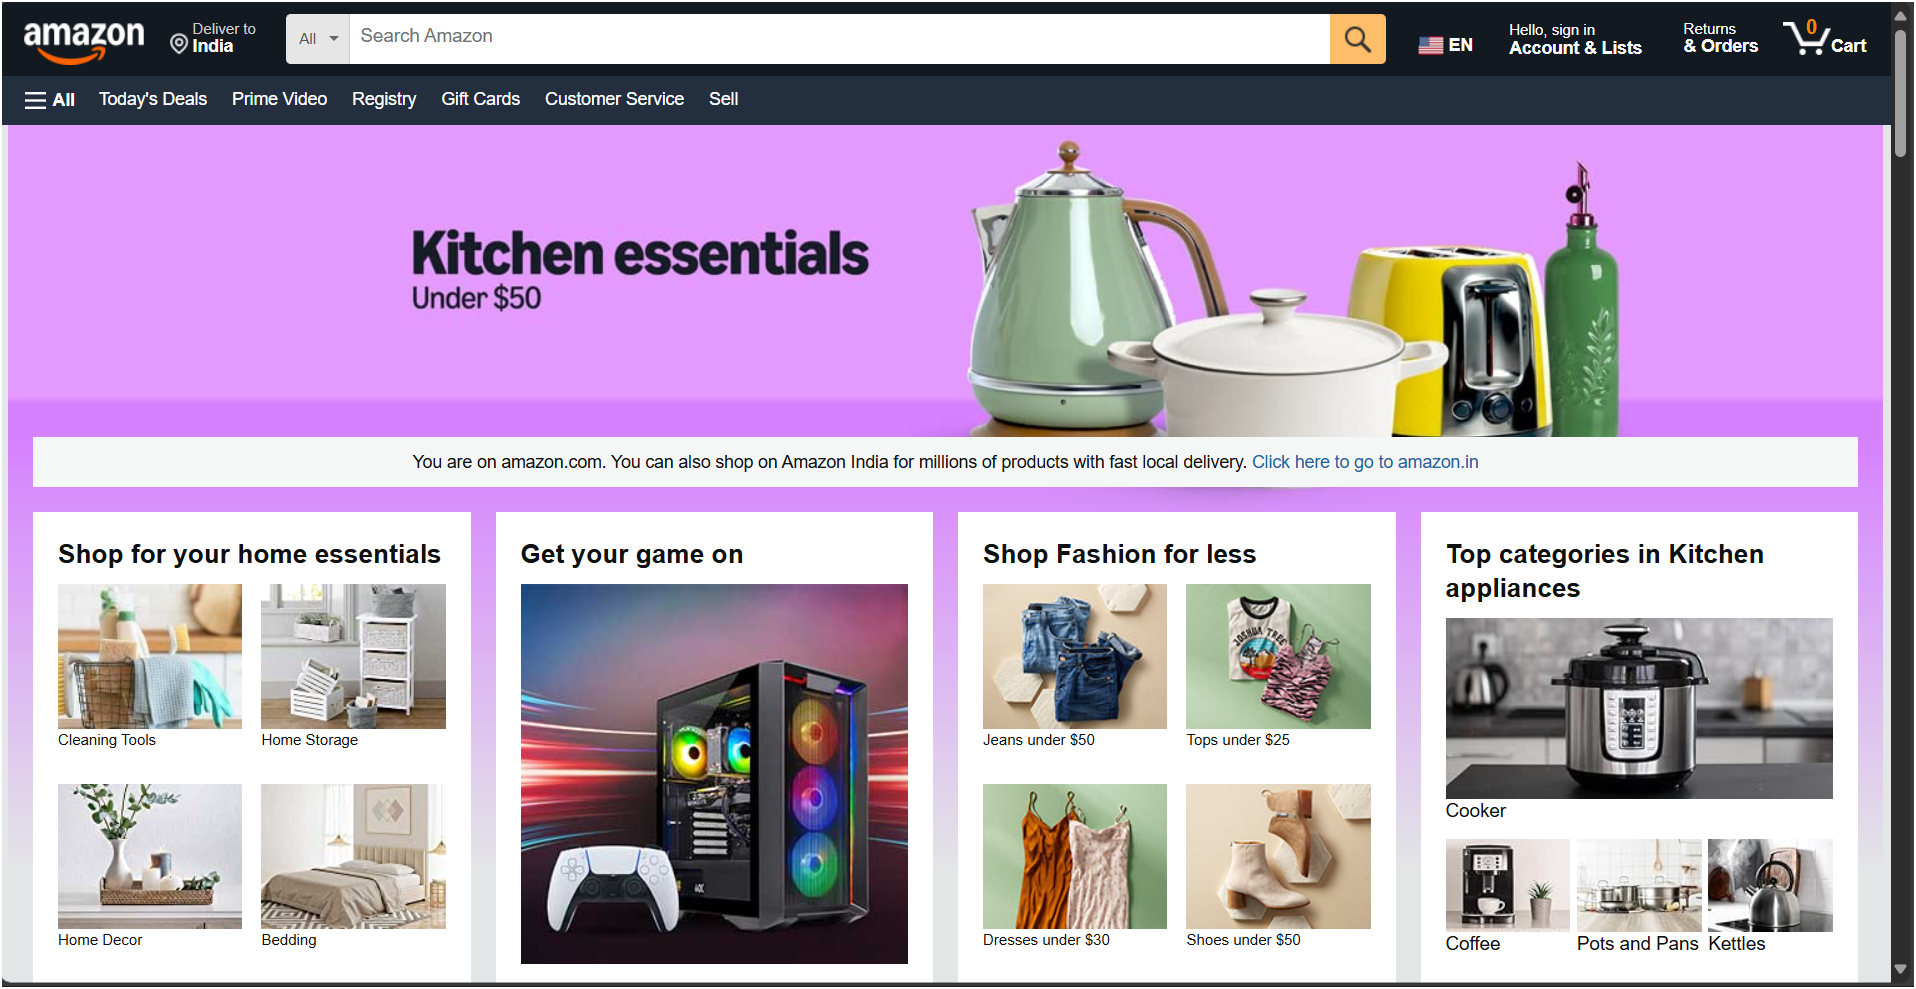 amazon
Deliver to
India
All
Search Amazon
EN
Hello, sign in
Account & Lists
Returns
& Orders
0
Cart
All
Today's Deals
Prime Video
Registry
Gift Cards
Customer Service
Sell
Kitchen essentials
Under $50
You are on amazon.com. You can also shop on Amazon India for millions of products with fast local delivery. Click here to go to amazon.in
Shop for your home essentials
Cleaning Tools
Home Storage
Home Decor
Bedding
Get your game on
Shop Fashion for less
JOSHUA TREE
Jeans under $50
Tops under $25
Dresses under $30
Shoes under $50
Top categories in Kitchen
appliances
Cooker
Coffee
Pots and Pans
Kettles